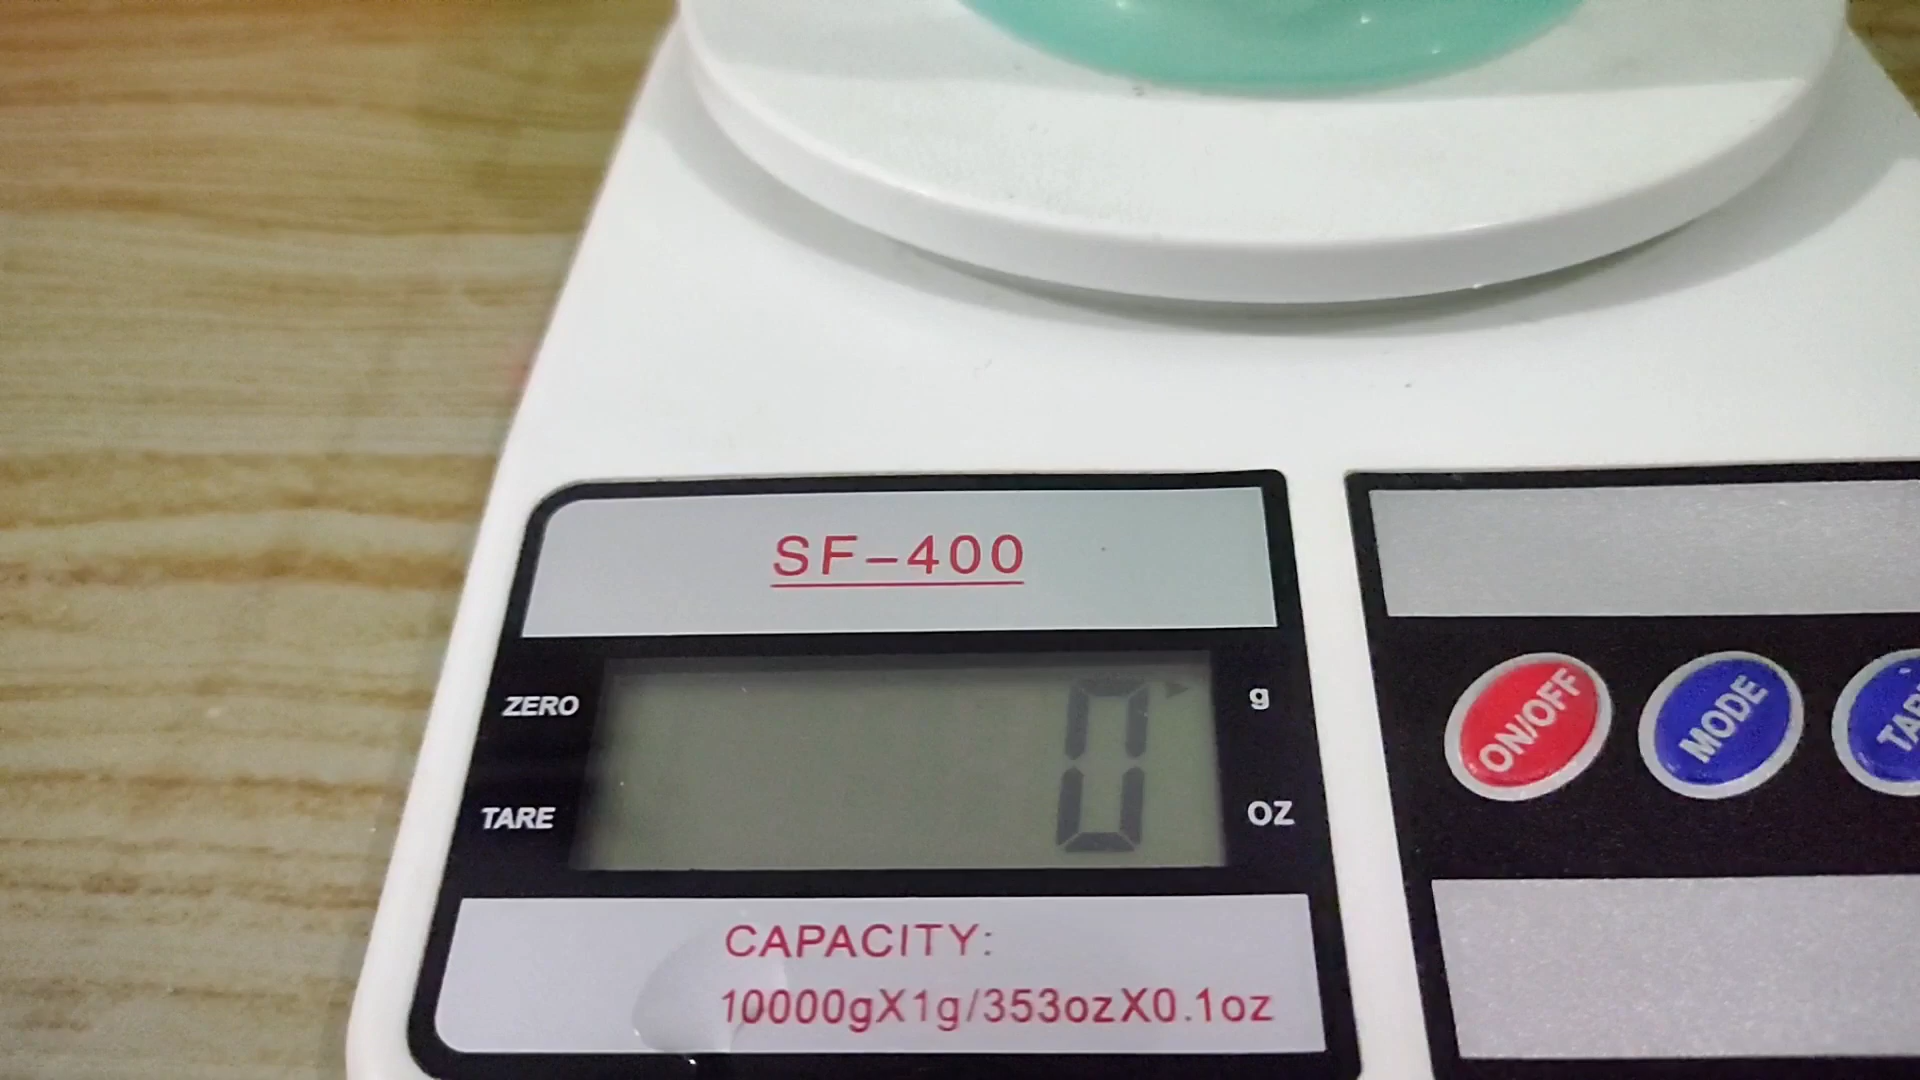 SF-400
ZERO
0
g
TARE
OZ
ON/OFF
MODE
CAPACITY:
10000gX1g/353ozX0.1oz